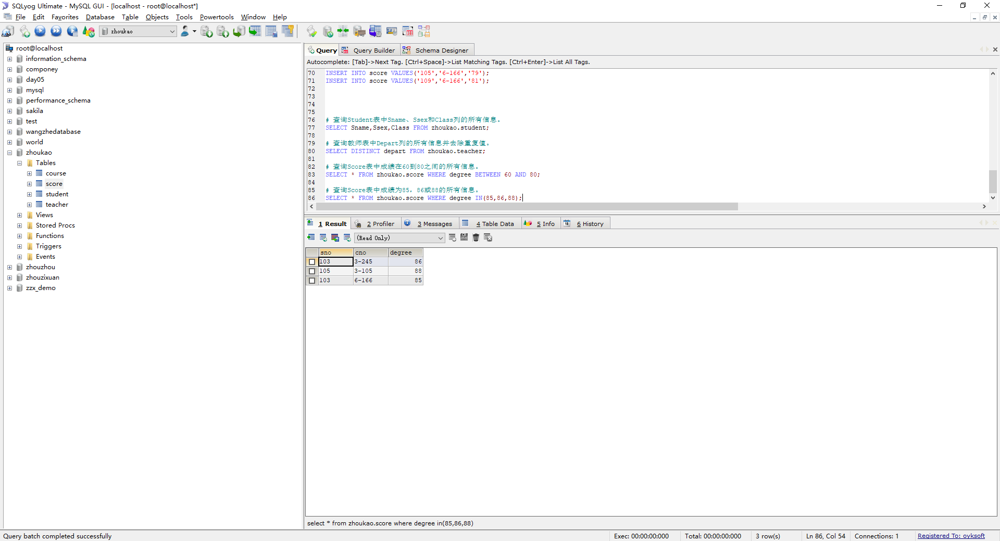 SQLyog Ultimate - MySQL GUI - [localhost - root@localhost*]
File Edit Favorites Database Table Objects Tools Powertools Window Help
zhoukao
root@localhost
information_schema
componey
day05
mysql
performance_schema
sakila
test
wangzhedatabase
world
zhoukao
Tables
course
score
student
teacher
Views
Stored Procs
Functions
Triggers
Events
zhouzhou
zhouzixuan
zzx_demo
Query Query Builder Schema Designer
Autocomplete: [Tab]->Next Tag. [Ctrl+Space]->List Matching Tags. [Ctrl+Enter]->List All Tags.
70 INSERT INTO score VALUES('105','6-166','79');
71 INSERT INTO score VALUES('109','6-166','81');
72
73
74
75
76 # 查询Student表中Sname、Ssex和Class列的所有信息。
77 SELECT Sname,Ssex,Class FROM zhoukao.student;
78
79 # 查询教师表中Depart列的所有信息并去除重复值。
80 SELECT DISTINCT depart FROM zhoukao.teacher;
81
82 # 查询Score表中成绩在60到80之间的所有信息。
83 SELECT * FROM zhoukao.score WHERE degree BETWEEN 60 AND 80;
84
85 # 查询Score表中成绩为85，86或88的所有信息。
86 SELECT * FROM zhoukao.score WHERE degree IN(85,86,88);
1 Result 2 Profiler 3 Messages 4 Table Data 5 Info 6 History
(Read Only)
sno cno degree
103 3-245 86
105 3-105 88
103 6-166 85
select * from zhoukao.score where degree in(85,86,88)
Query batch completed successfully Exec: 00:00:00:000 Total: 00:00:00:000 3 row(s) Ln 86, Col 54 Connections: 1 Registered To: ovksoft